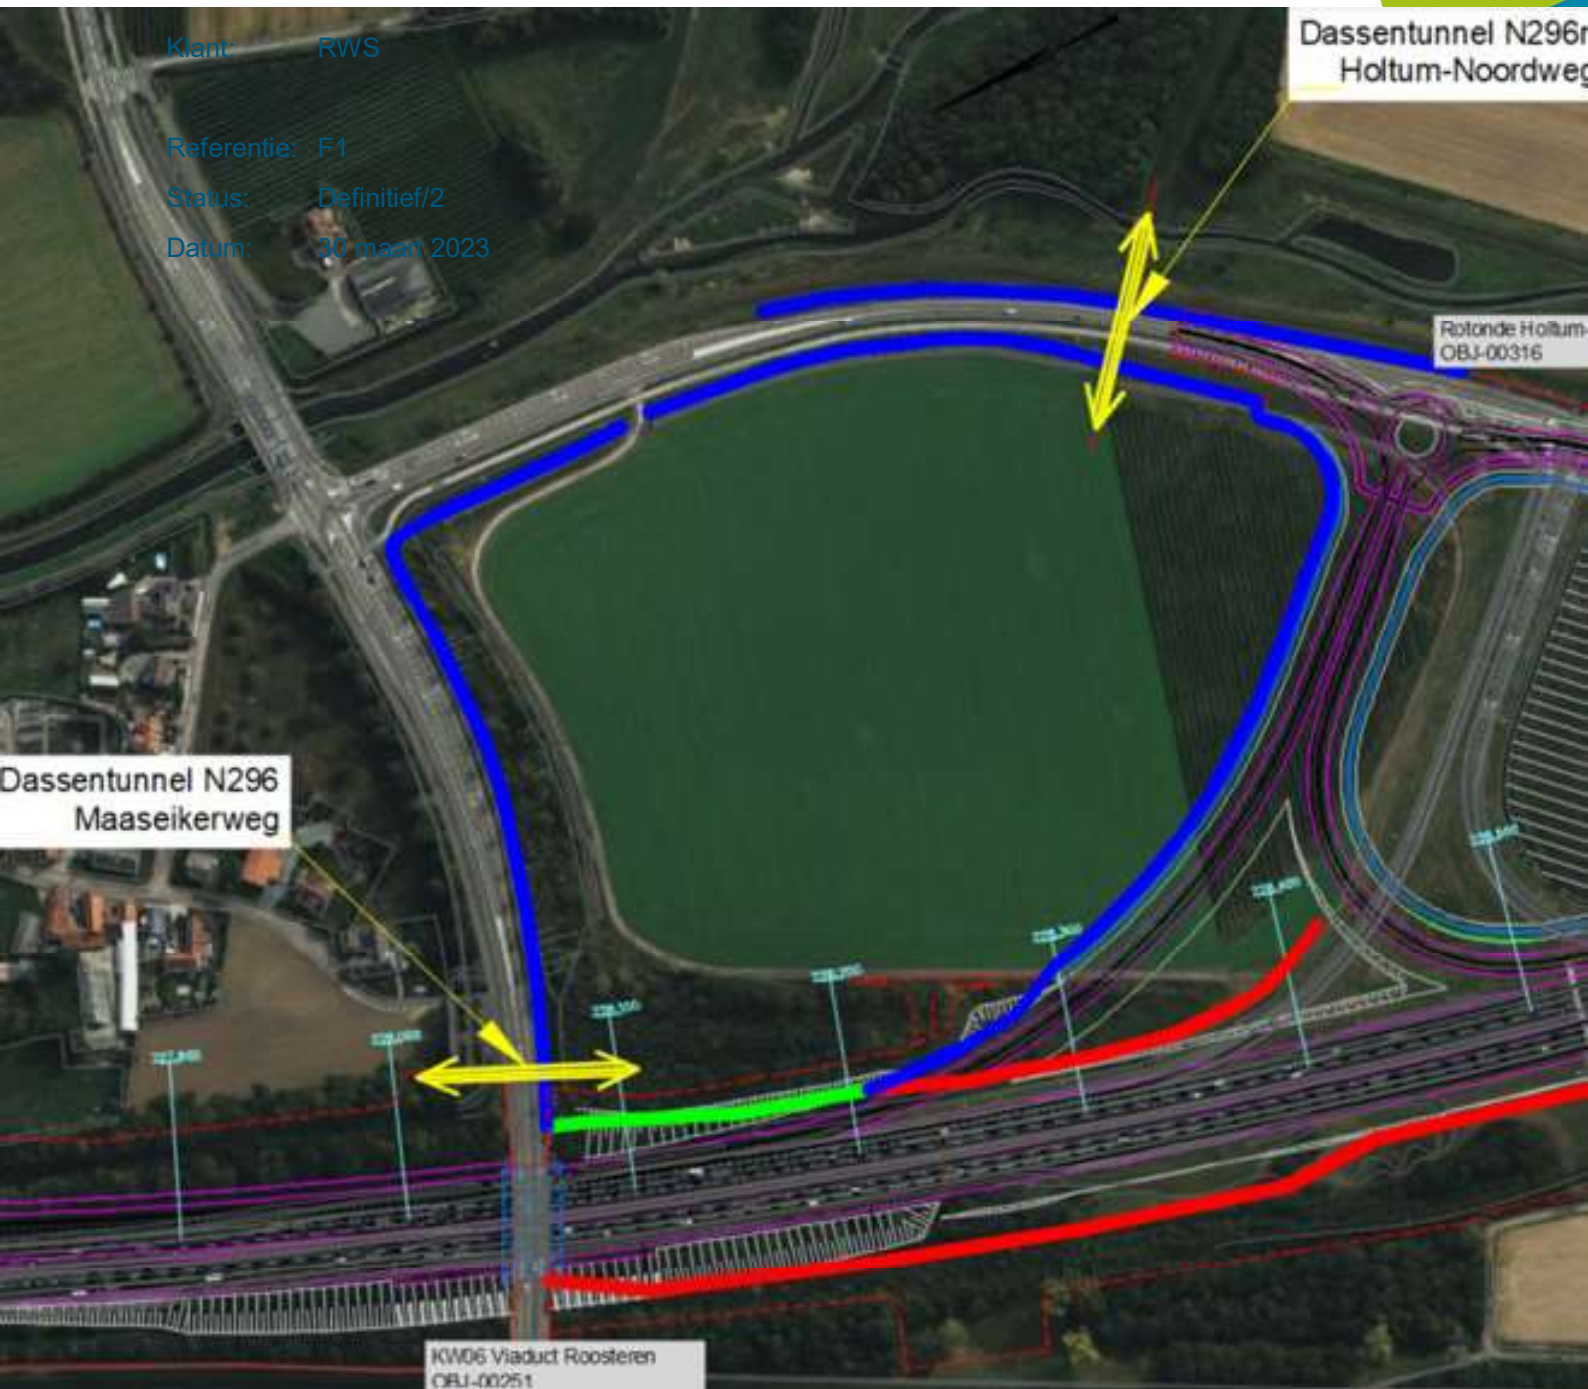 Klant: RWS
Referentie: F1
Status: Definitief/2
Datum: 30 maart 2023
Dassentunnel N296n
Holtum-Noordweg
Rotonde Holtum-
OBJ-00316
Dassentunnel N296
Maaseikerweg
KW06 Viaduct Roosteren
OBJ-00251